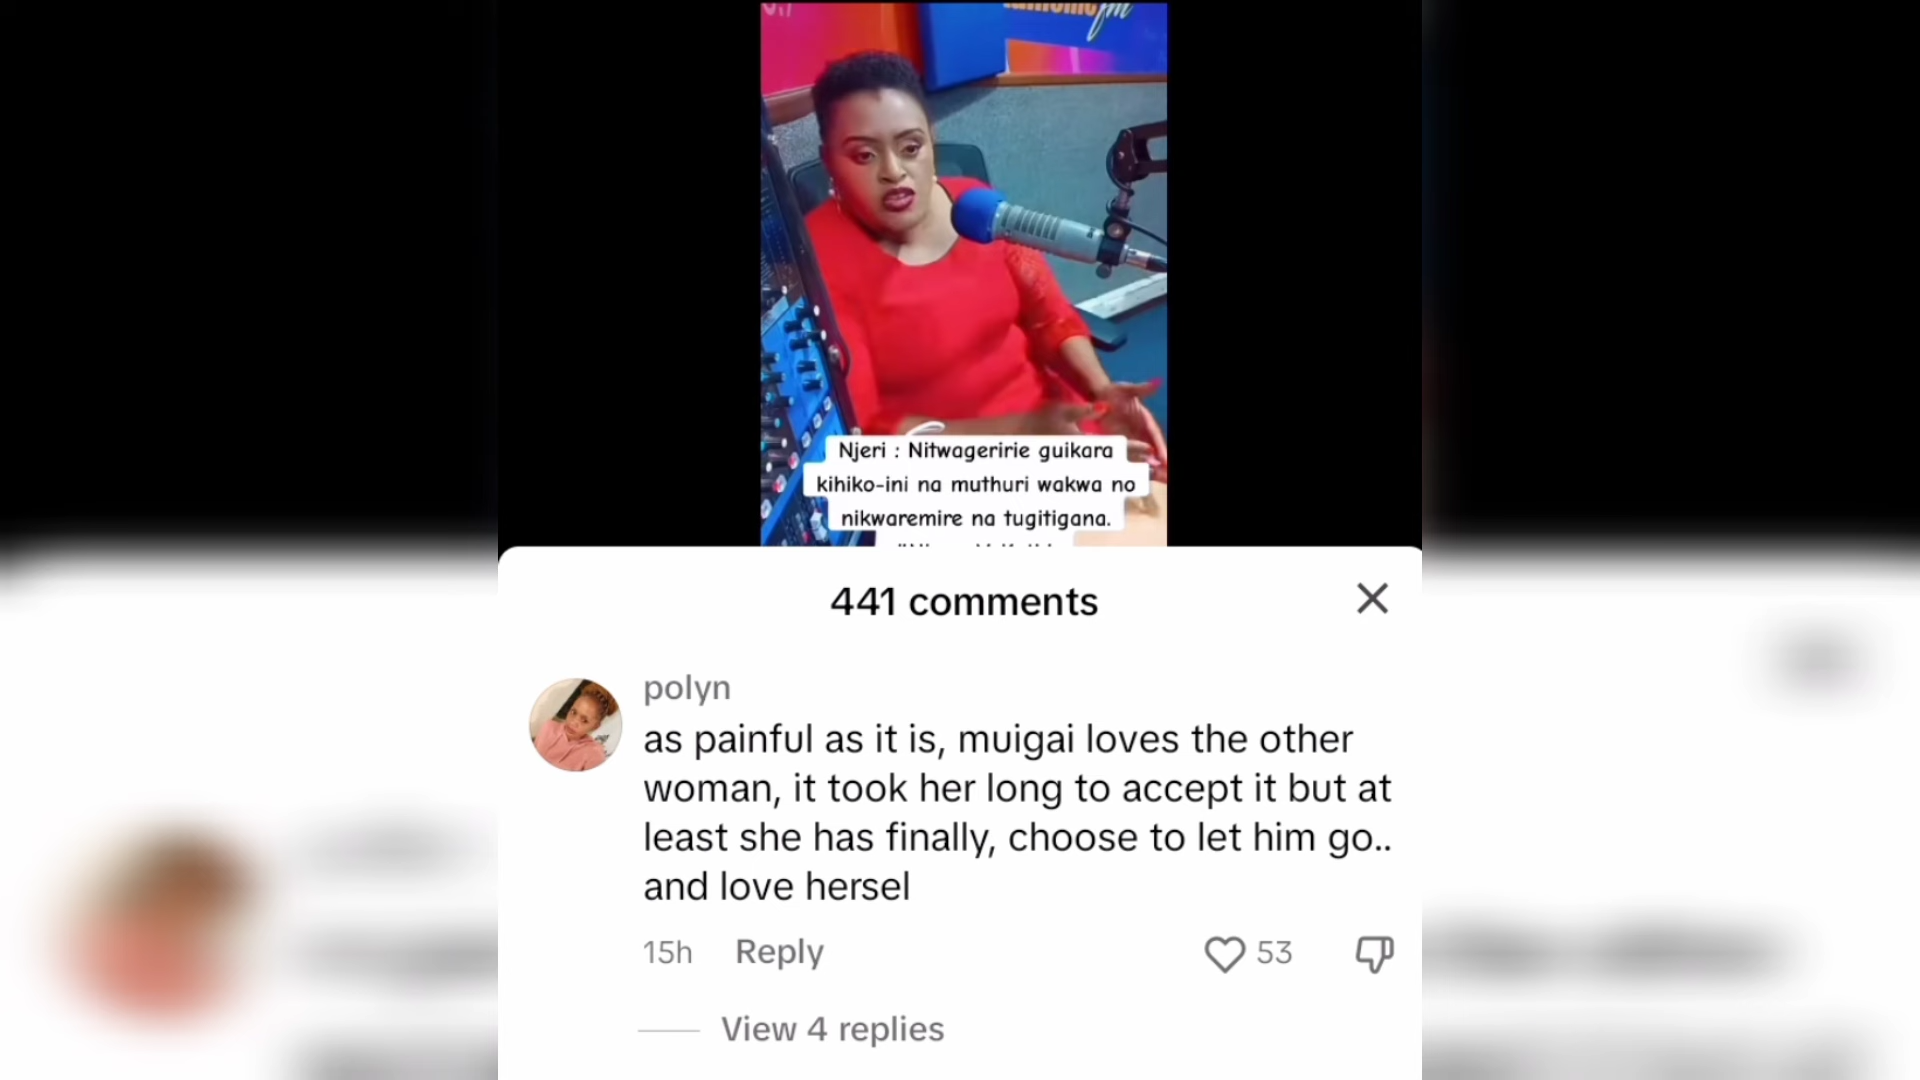 Njeri : Nitwageririe guikara
kihiko-ini na muthuri wakwa no
nikwaremire na tugitigana.
441 comments
polyn
as painful as it is, muigai loves the other
woman, it took her long to accept it but at
least she has finally, choose to let him go..
and love hersel
15h Reply 53
View 4 replies